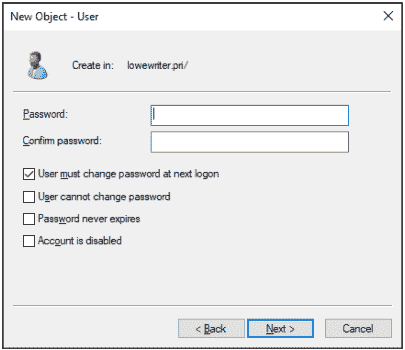 New Object - User
Create in: lowewriter.pri/
Password:
Confirm password:
User must change password at next logon
User cannot change password
Password never expires
Account is disabled
< Back Next > Cancel